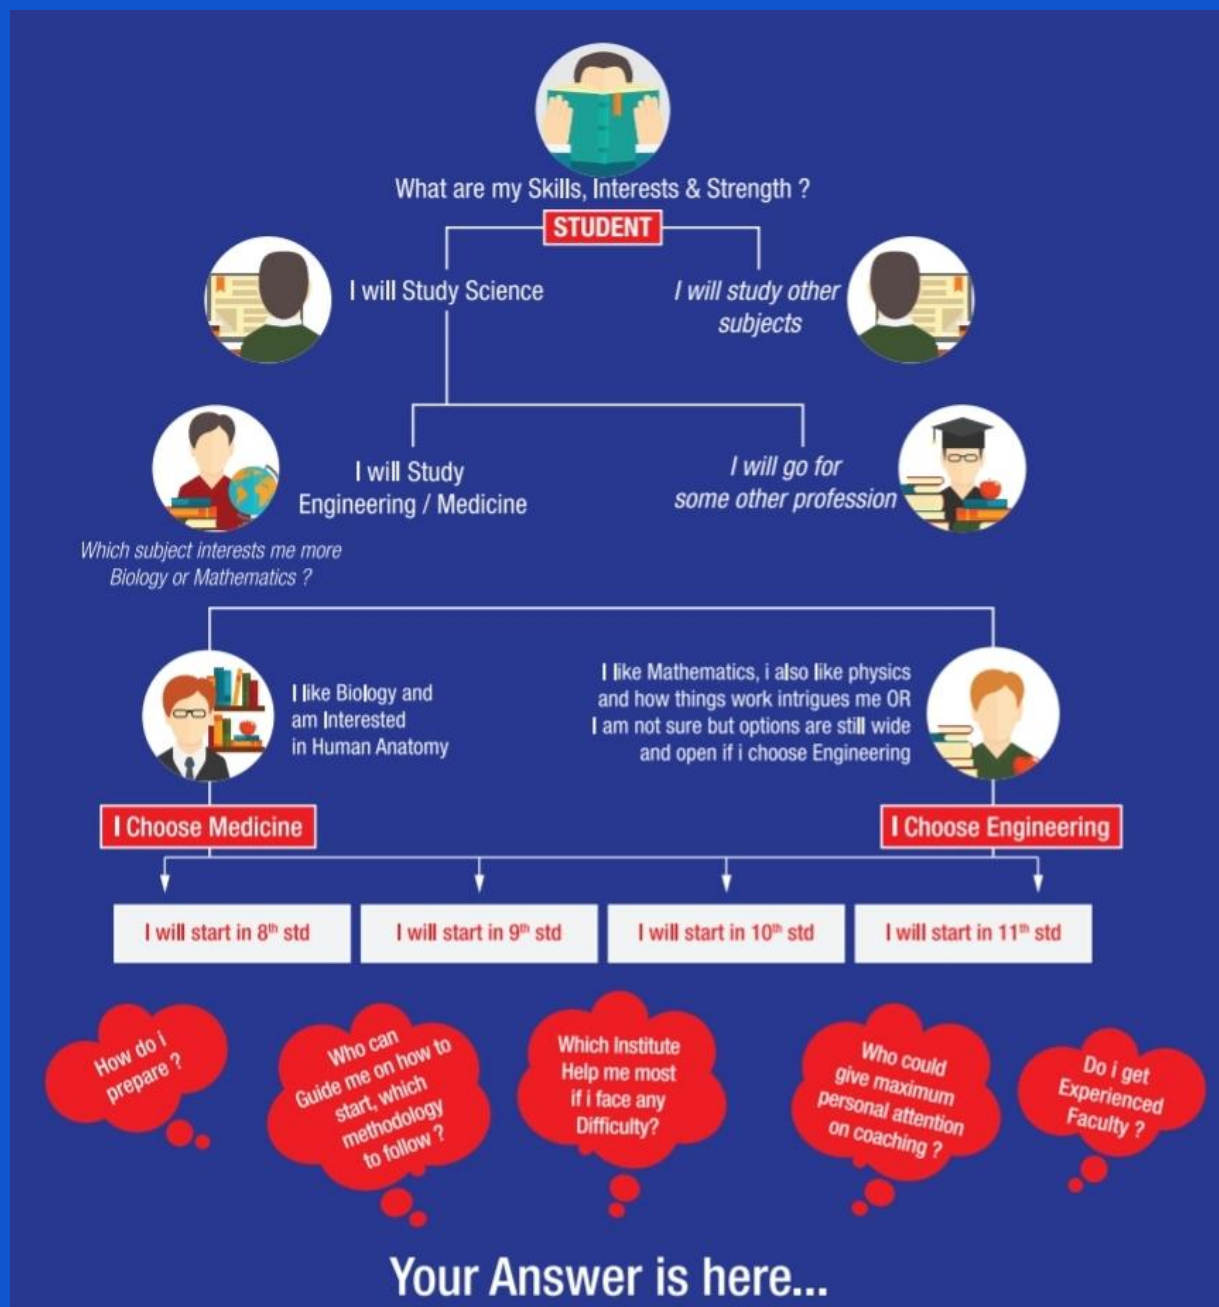 What are my Skills, Interests & Strength ?
STUDENT
I will Study Science
I will study other
subjects
I will Study
Engineering / Medicine
I will go for
some other profession
Which subject interests me more
Biology or Mathematics ?
I like Biology and
am Interested
in Human Anatomy
I like Mathematics, i also like physics
and how things work intrigues me OR
I am not sure but options are still wide
and open if i choose Engineering
I Choose Medicine
I Choose Engineering
I will start in 8th std
I will start in 9th std
I will start in 10th std
I will start in 11th std
How do i
prepare ?
Who can
Guide me on how to
start, which
methodology
to follow ?
Which Institute
Help me most
if i face any
Difficulty?
Who could
give maximum
personal attention
on coaching ?
Do i get
Experienced
Faculty ?
Your Answer is here...